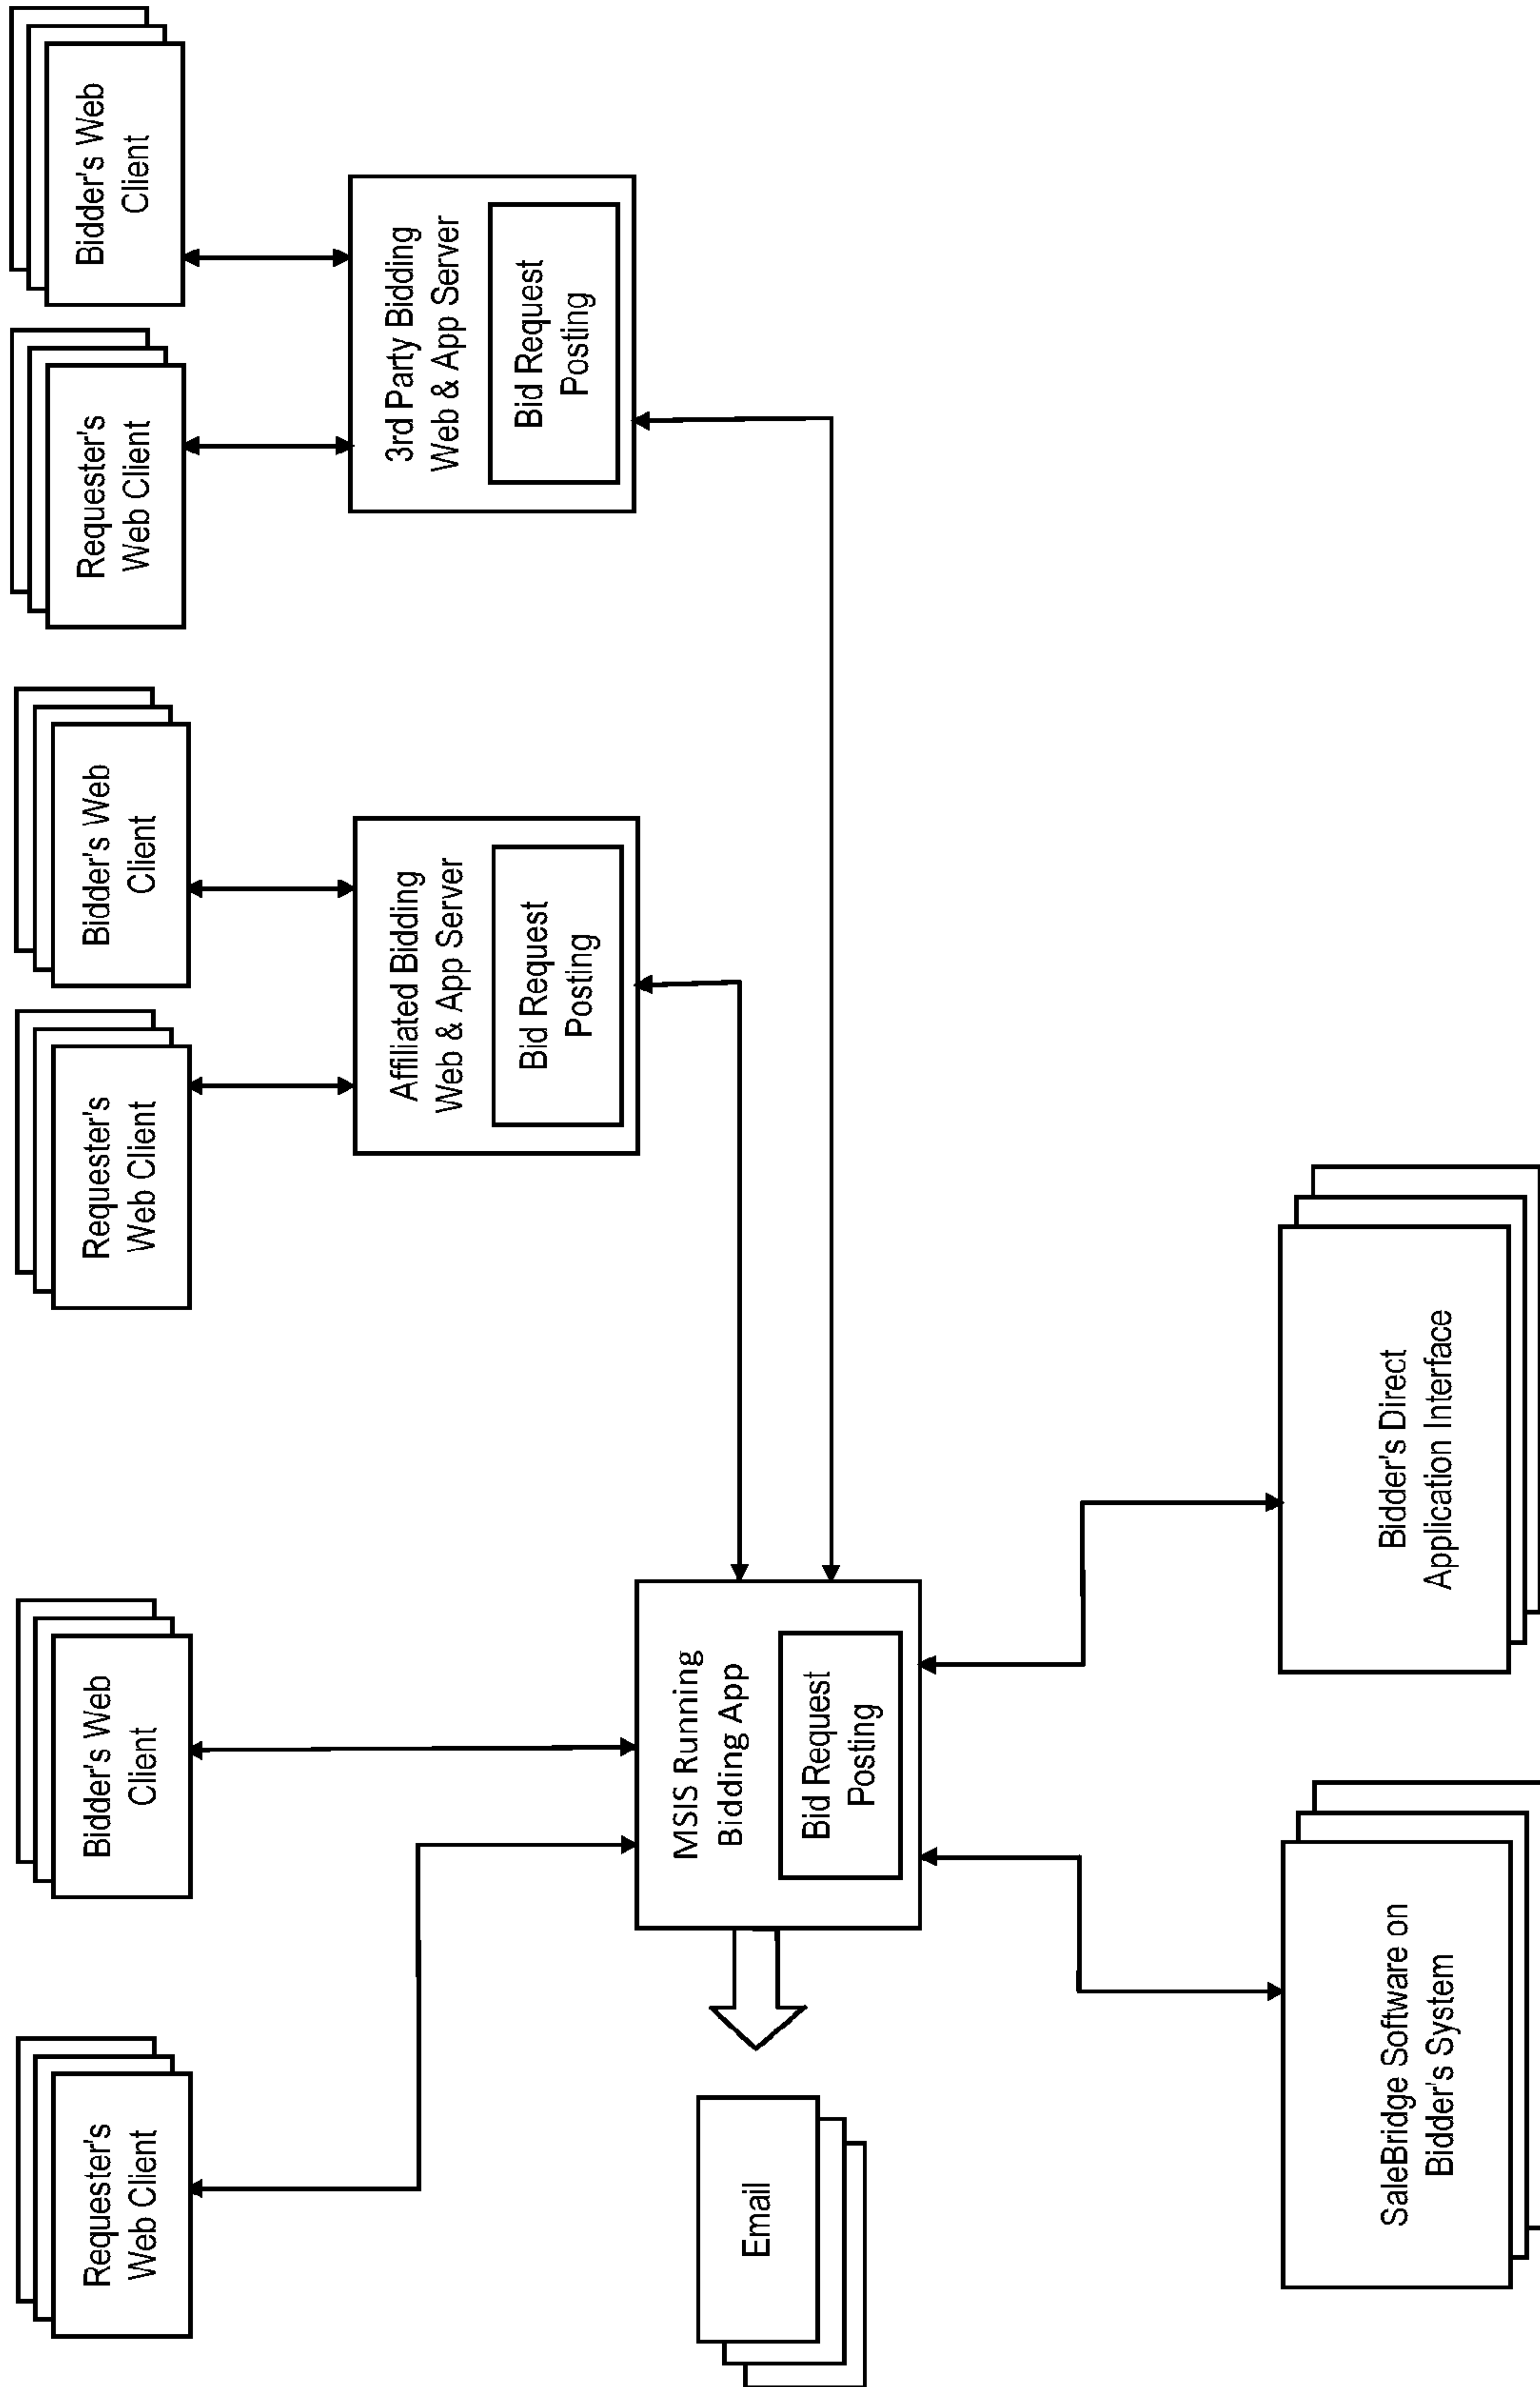 Requester's
Web Client
Bidder's Web
Client
Requester's
Web Client
Bidder's Web
Client
Requester's
Web Client
Bidder's Web
Client
Affiliated Bidding
Web & App Server
Bid Request
Posting
3rd Party Bidding
Web & App Server
Bid Request
Posting
Email
MSIS Running
Bidding App
Bid Request
Posting
SaleBridge Software on
Bidder's System
Bidder's Direct
Application Interface